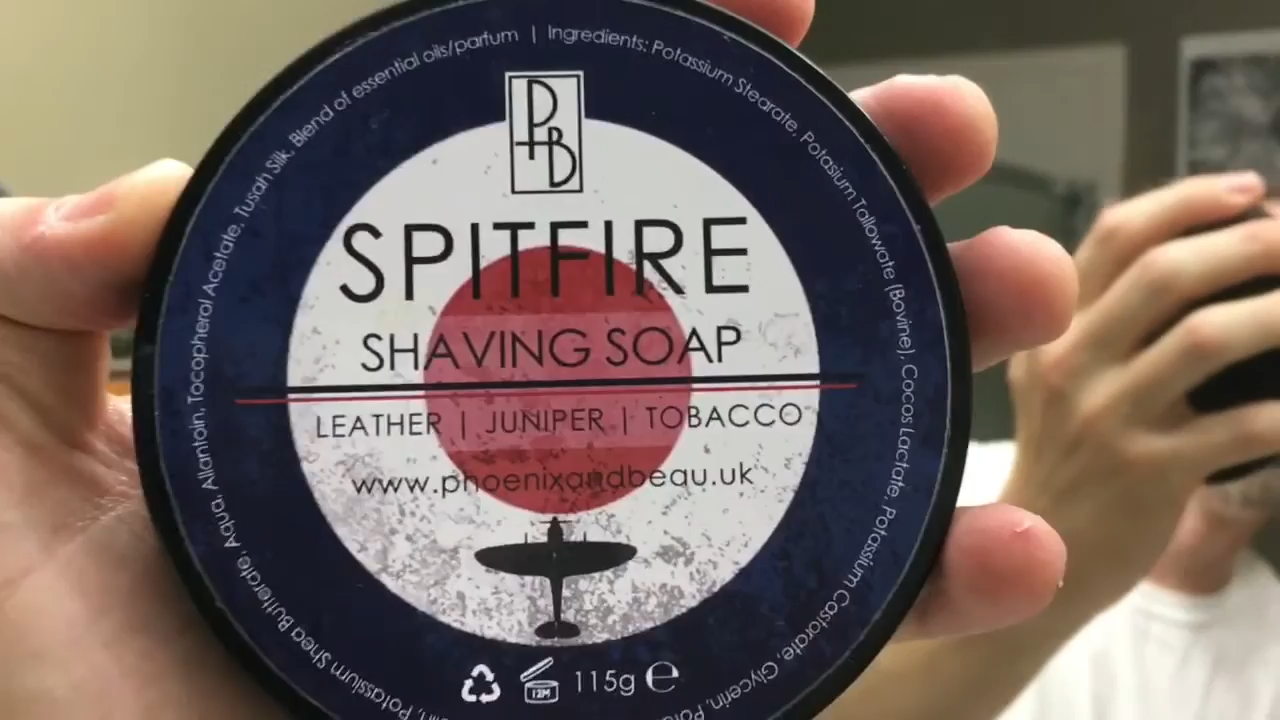 Ingredients: Potassium Stearate, Potassium Tallowate (Bovine), Cocos Lactate, Potassium Castorate, Glycerin,
Potassium Shea Butterate, Aqua, Allantoin, Tocopherol Acetate, Tusah Silk, Blend of essential oils/parfum |
PB
SPITFIRE
SHAVING SOAP
LEATHER | JUNIPER | TOBACCO
www.phoenixandbeau.uk
12M
115g ℮